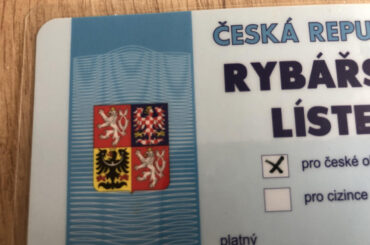 ČESKÁ REPU
RYBÁŘS
LÍSTE
pro české o
pro cizince
platný